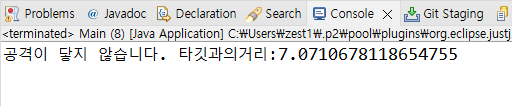 Problems @ Javadoc Declaration Search Console Git Staging
<terminated> Main (8) [Java Application] C:₩Users₩zest1₩.p2₩pool₩plugins₩org.eclipse.justj
공격이 닿지 않습니다. 타깃과의거리:7.0710678118654755